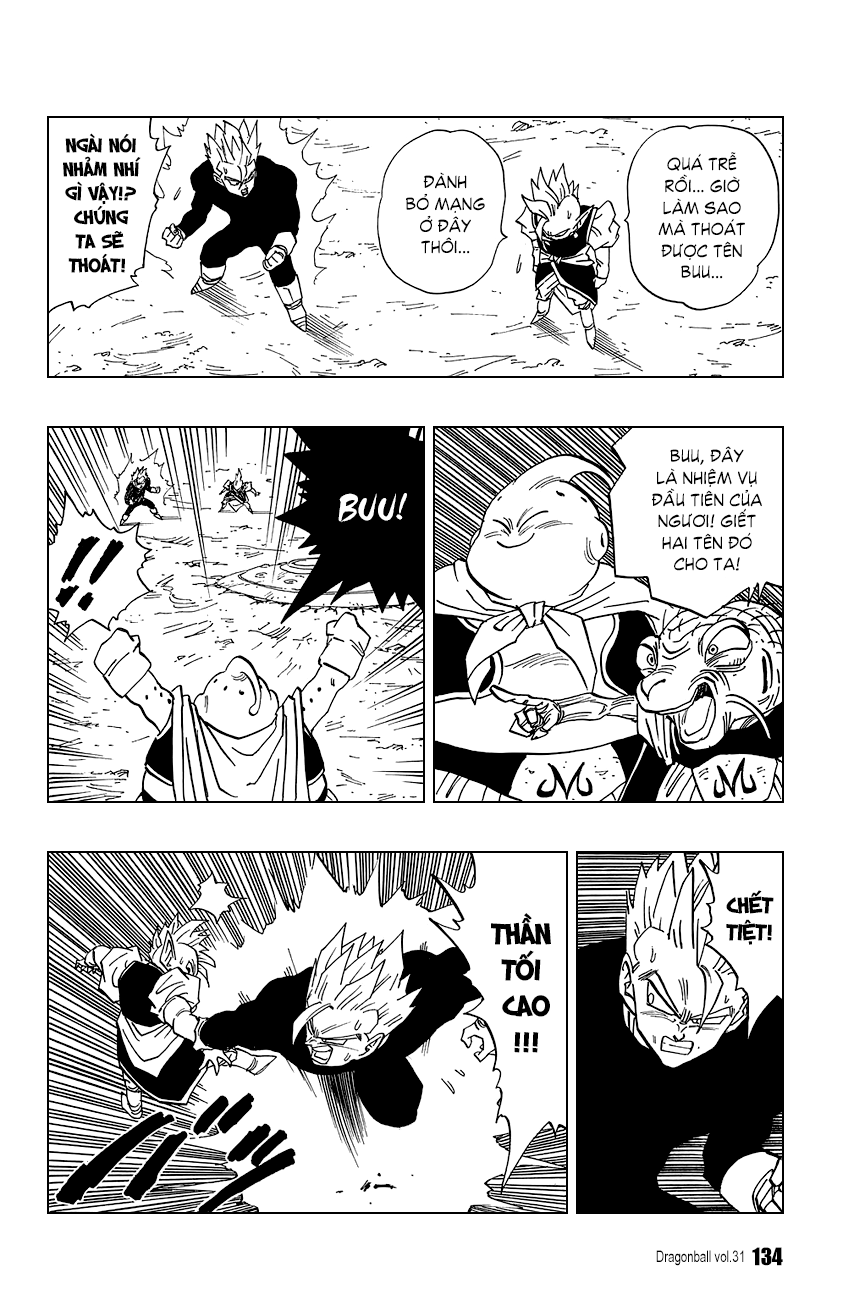 QUÁ TRỄ
RỒI... GIỜ
LÀM SAO
MÀ THOÁT
ĐƯỢC TÊN
BUU...
ĐÀNH
BỎ MẠNG
Ở ĐÂY
THÔI...
NGÀI NÓI
NHẢM NHÍ
GÌ VẬY!?
CHÚNG
TA SẼ
THOÁT!
BUU, ĐÂY
LÀ NHIỆM VỤ
ĐẦU TIÊN CỦA
NGƯƠI! GIẾT
HAI TÊN ĐÓ
CHO TA!
M
M
BUU!
!!
CHẾT
TIỆT!
THẦN
TỐI
CAO
!!!
Dragonball vol.31 134